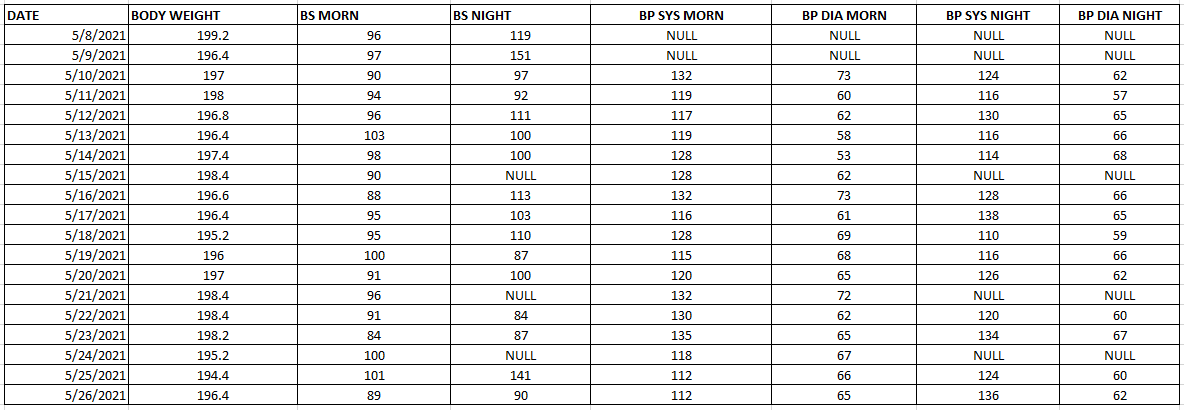 DATE BODY WEIGHT BS MORN BS NIGHT BP SYS MORN BP DIA MORN BP SYS NIGHT BP DIA NIGHT
5/8/2021 199.2 96 119 NULL NULL NULL NULL
5/9/2021 196.4 97 151 NULL NULL NULL NULL
5/10/2021 197 90 97 132 73 124 62
5/11/2021 198 94 92 119 60 116 57
5/12/2021 196.8 96 111 117 62 130 65
5/13/2021 196.4 103 100 119 58 116 66
5/14/2021 197.4 98 100 128 53 114 68
5/15/2021 198.4 90 NULL 128 62 NULL NULL
5/16/2021 196.6 88 113 132 73 128 66
5/17/2021 196.4 95 103 116 61 138 65
5/18/2021 195.2 95 110 128 69 110 59
5/19/2021 196 100 87 115 68 116 66
5/20/2021 197 91 100 120 65 126 62
5/21/2021 198.4 96 NULL 132 72 NULL NULL
5/22/2021 198.4 91 84 130 62 120 60
5/23/2021 198.2 84 87 135 65 134 67
5/24/2021 195.2 100 NULL 118 67 NULL NULL
5/25/2021 194.4 101 141 112 66 124 60
5/26/2021 196.4 89 90 112 65 136 62